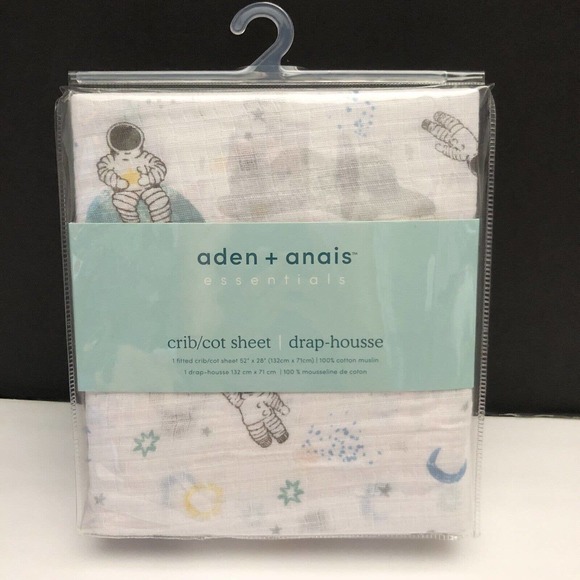 aden + anais™
essentials
crib/cot sheet | drap-housse
1 fitted crib/cot sheet 52" x 28" (132cm x 71cm) | 100% cotton muslin
1 drap-housse 132 cm x 71 cm | 100 % mousseline de coton